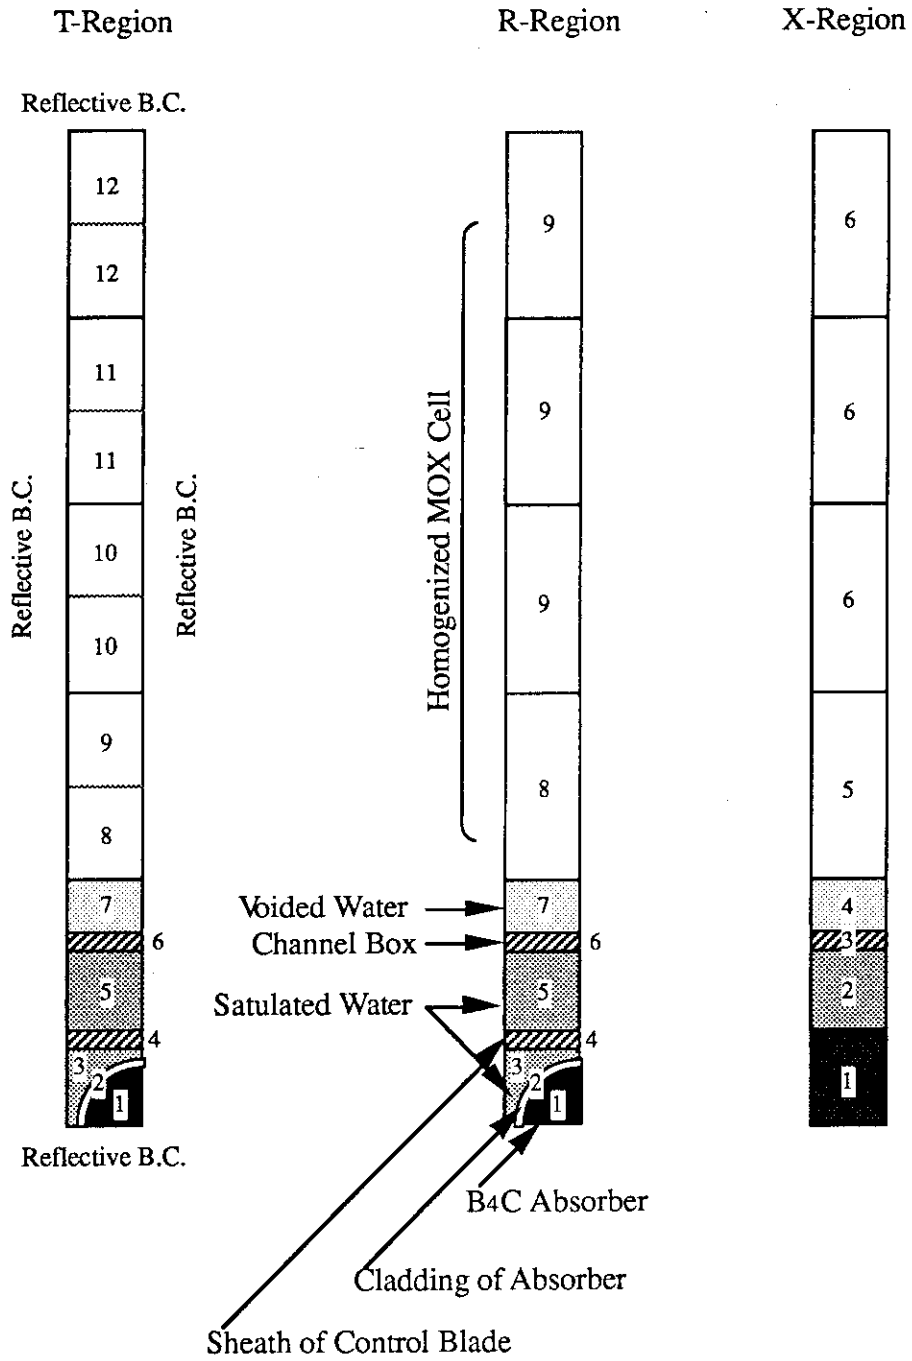 T-Region
R-Region
X-Region
Reflective B.C.
12
12
11
11
10
10
9
8
7
6
5
4
3
2
1
Reflective B.C.
Reflective B.C.
Reflective B.C.
Homogenized MOX Cell
9
9
9
8
7
6
5
4
3
2
1
Voided Water
Channel Box
Satulated Water
B4C Absorber
Cladding of Absorber
Sheath of Control Blade
6
6
6
5
4
3
2
1